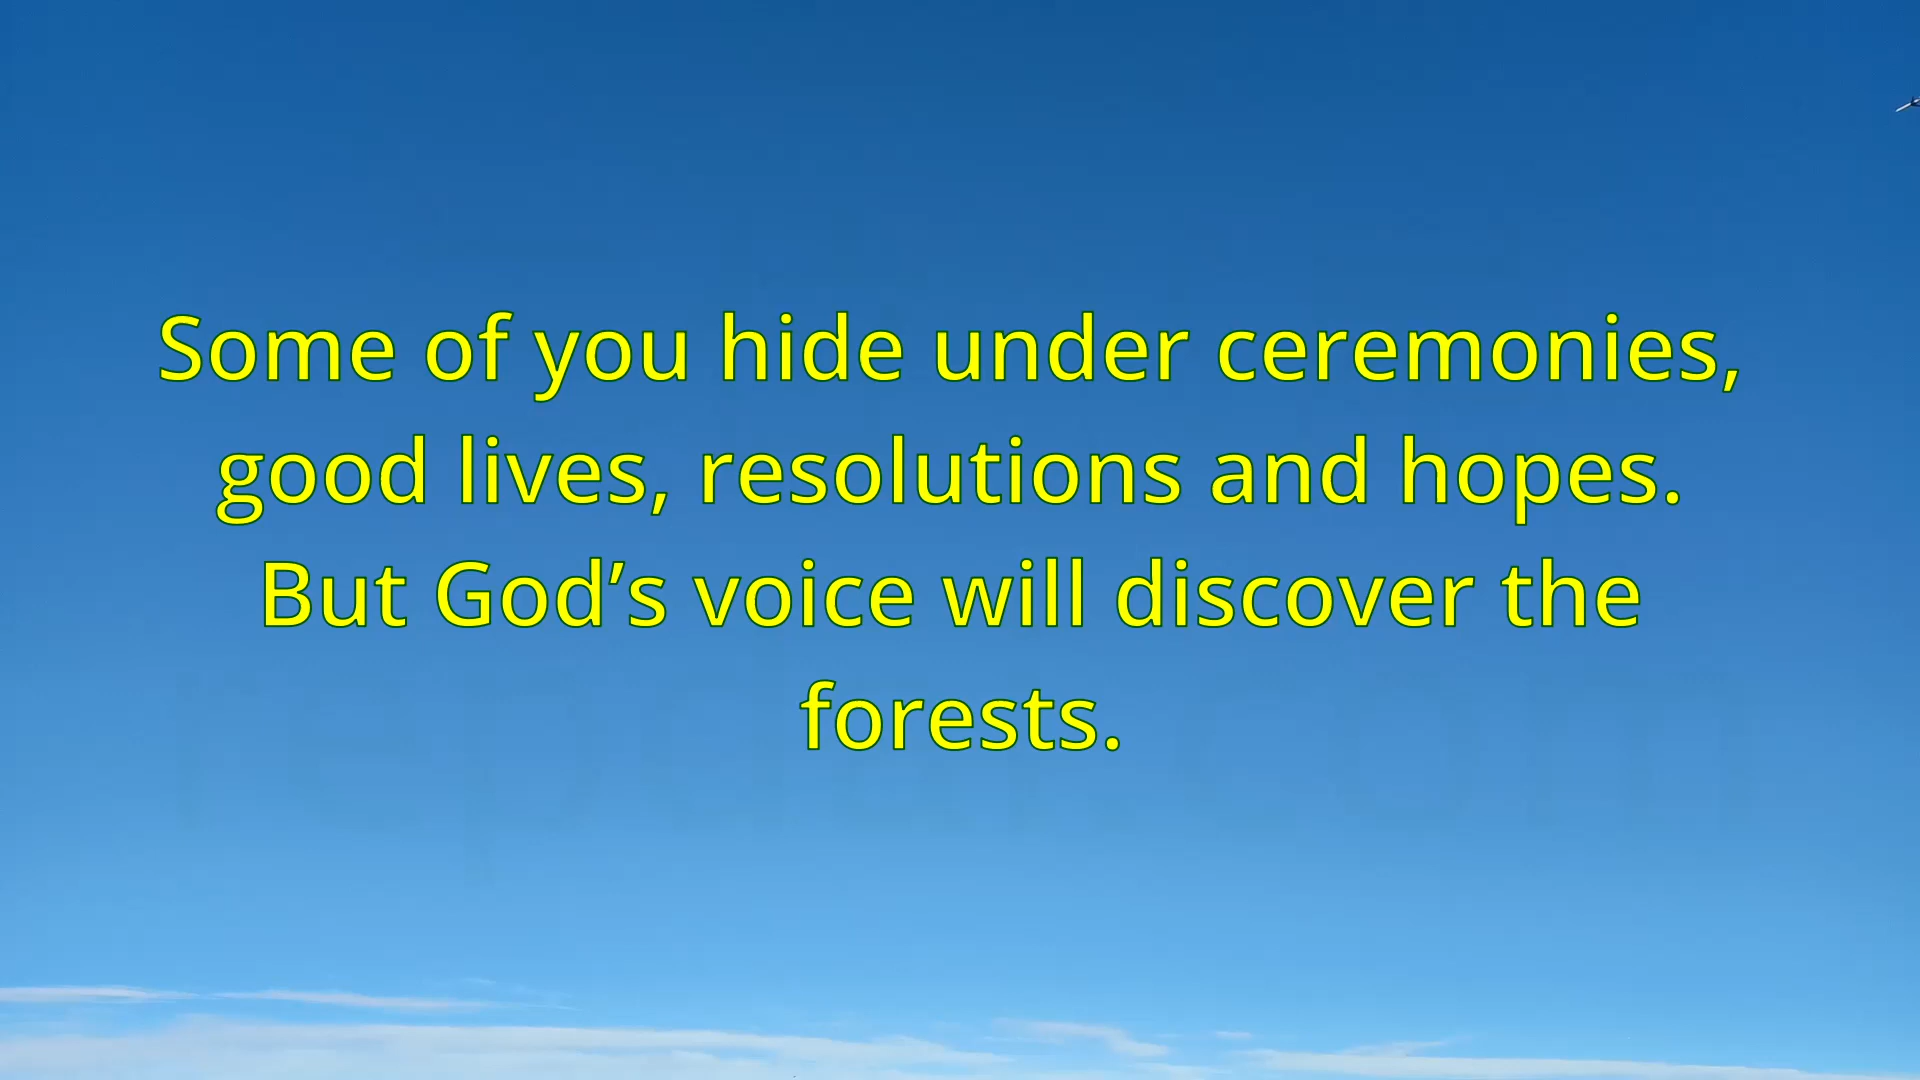 Some of you hide under ceremonies,
good lives, resolutions and hopes.
But God’s voice will discover the
forests.